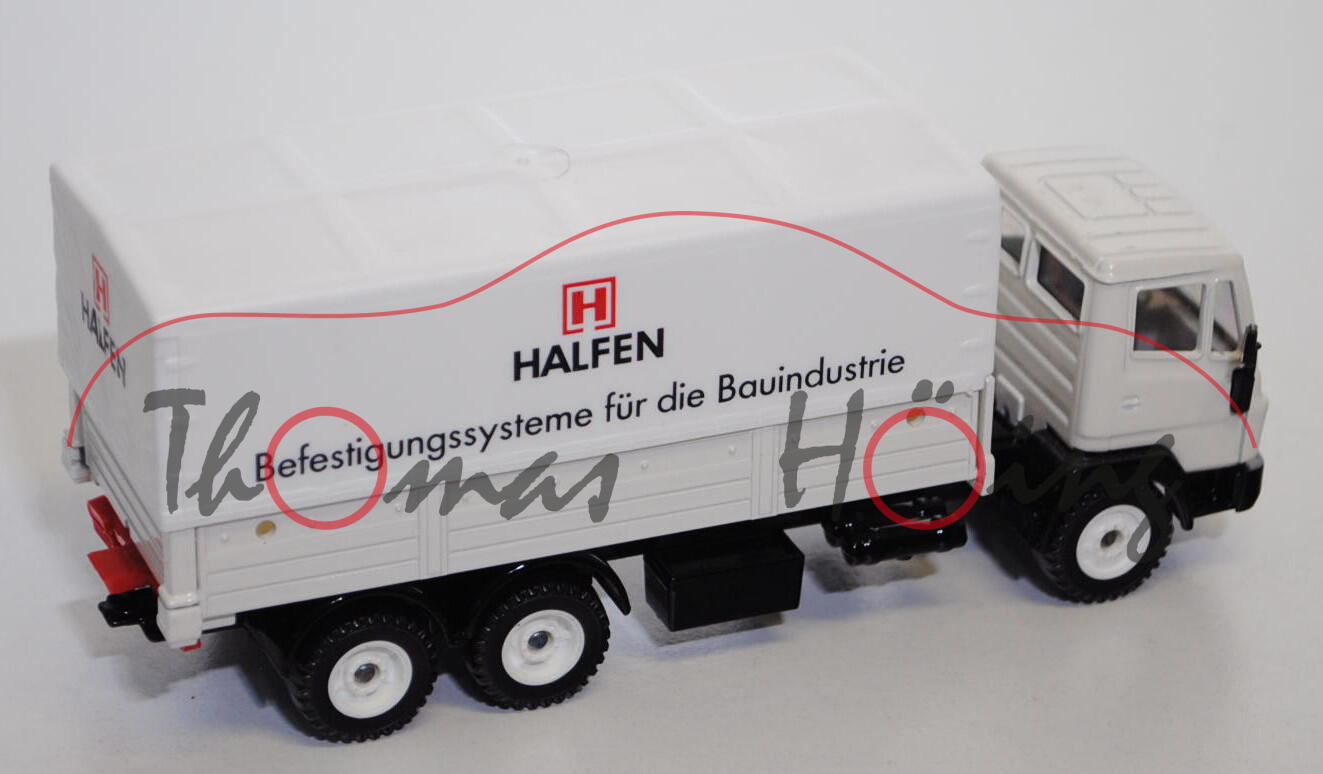 H
HALFEN
H
HALFEN
Befestigungssysteme für die Bauindustrie
Thomas Höing